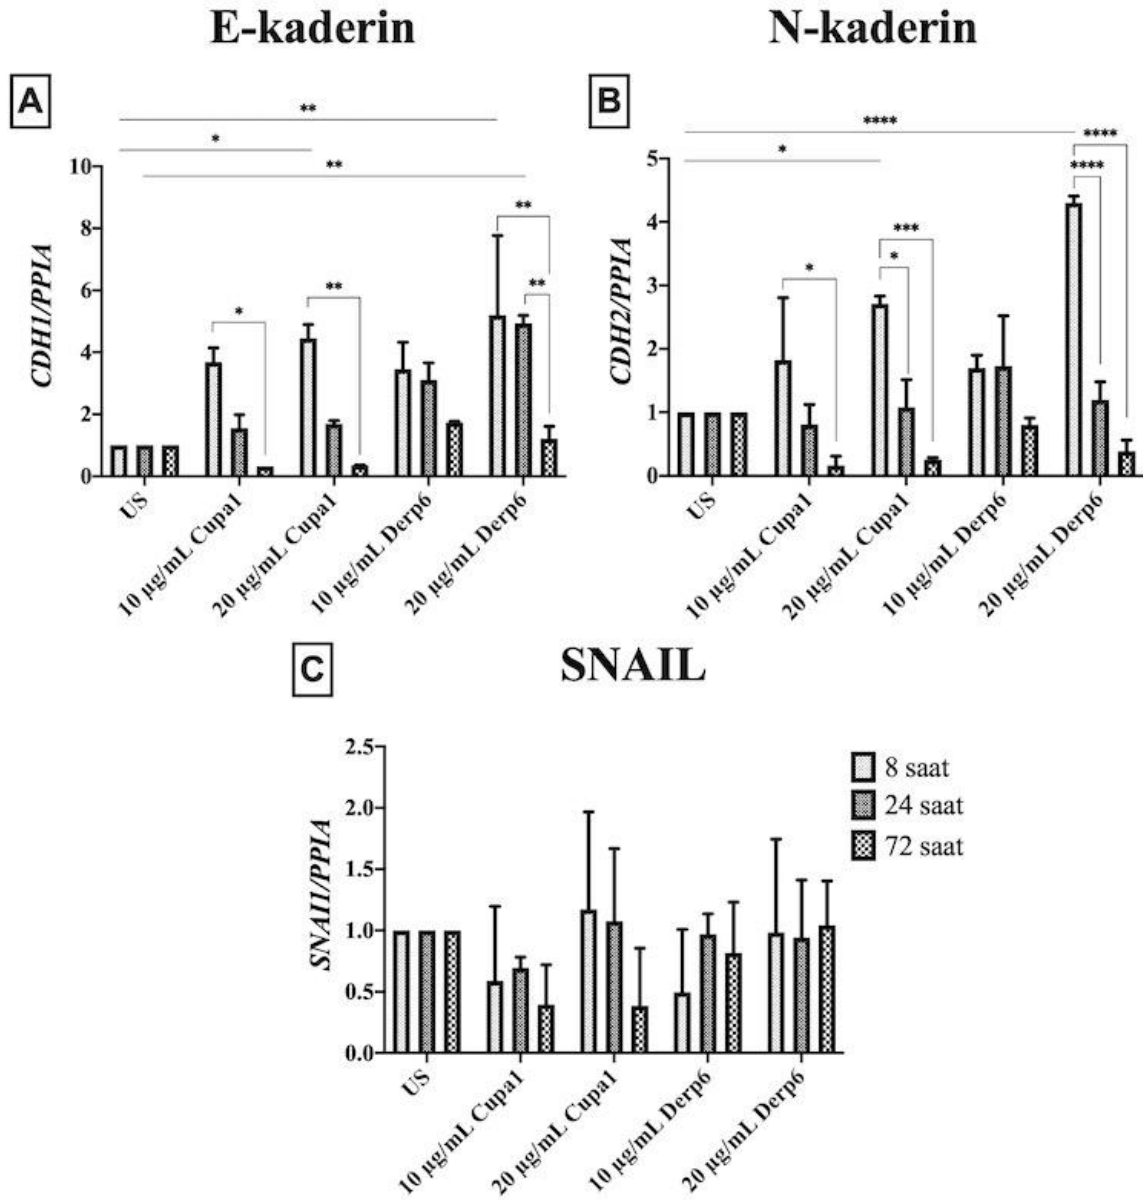 E-kaderin
N-kaderin
A
B
**
*
**
**
**
**
*
CDH1/PPIA
10
8
6
4
2
0
US
10 µg/mL Cupa1
20 µg/mL Cupa1
10 µg/mL Derp6
20 µg/mL Derp6
****
****
*
****
***
*
*
CDH2/PPIA
5
4
3
2
1
0
US
10 µg/mL Cupa1
20 µg/mL Cupa1
10 µg/mL Derp6
20 µg/mL Derp6
C
SNAIL
SNAI1/PPIA
2.5
2.0
1.5
1.0
0.5
0.0
US
10 µg/mL Cupa1
20 µg/mL Cupa1
10 µg/mL Derp6
20 µg/mL Derp6
8 saat
24 saat
72 saat